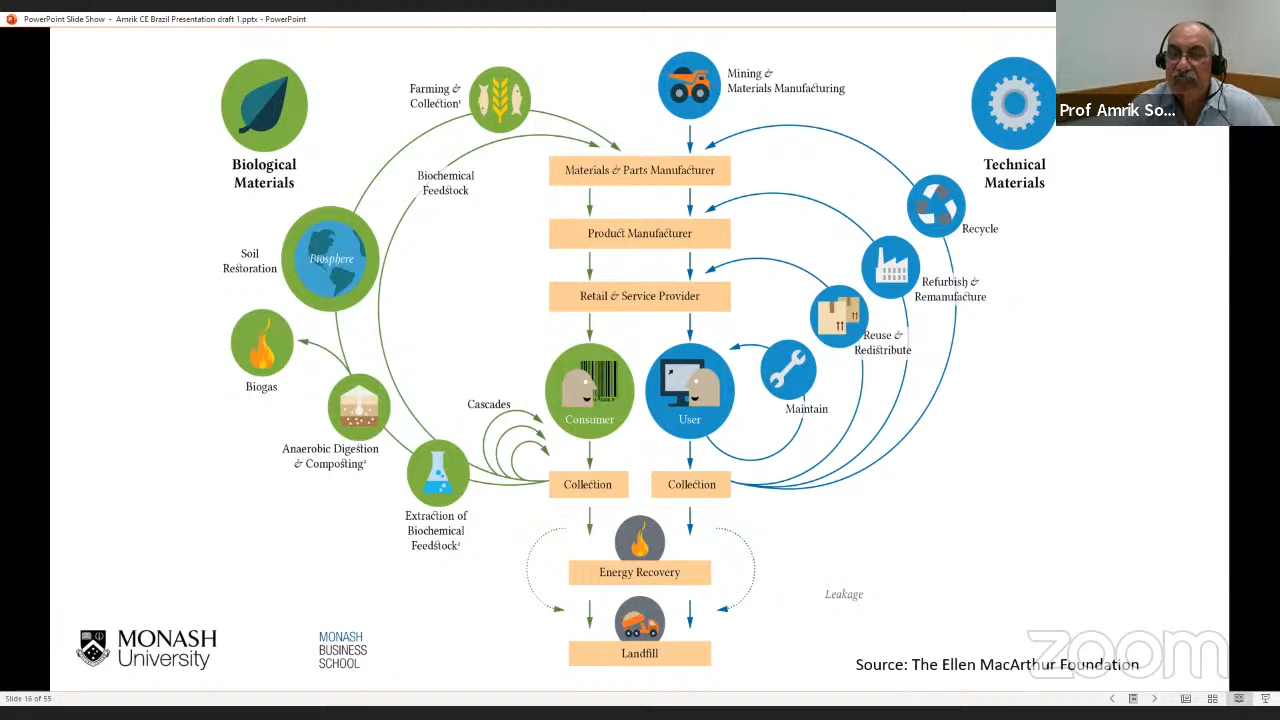 PowerPoint Slide Show - Amrik CE Brazil Presentation draft 1.pptx - PowerPoint
Prof Amrik So...
Farming &
Collection¹
Mining &
Materials Manufacturing
Biological
Materials
Technical
Materials
Materials & Parts Manufacturer
Biochemical
Feedstock
Recycle
Product Manufacturer
Soil
Restoration
Biosphere
Refurbish &
Remanufacture
Retail & Service Provider
Reuse &
Redistribute
Biogas
Cascades
Consumer
User
Maintain
Anaerobic Digestion
& Composting²
Collection
Collection
Extraction of
Biochemical
Feedstock²
Energy Recovery
Leakage
Landfill
MONASH
University
MONASH
BUSINESS
SCHOOL
Source: The Ellen MacArthur Foundation
zoom
Slide 16 of 55